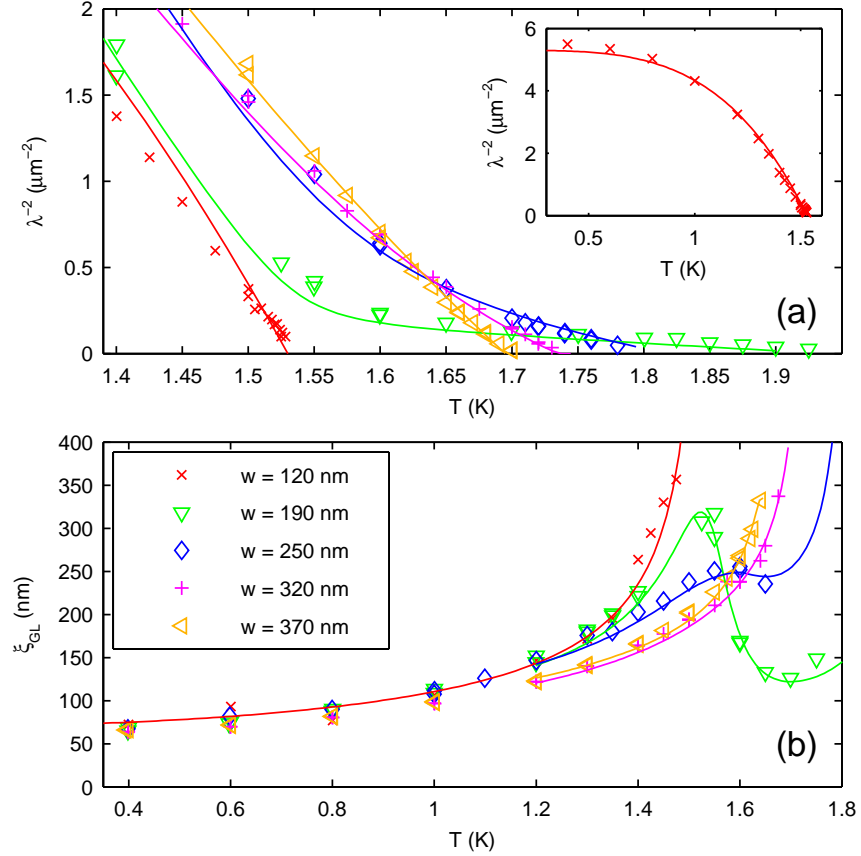 2
1.5
1
0.5
0
λ⁻² (μm⁻²)
1.4 1.45 1.5 1.55 1.6 1.65 1.7 1.75 1.8 1.85 1.9
T (K)
(a)
6
4
2
0
λ⁻² (μm⁻²)
0.5 1 1.5
T (K)
400
350
300
250
200
150
100
50
0
ξGL (nm)
w = 120 nm
w = 190 nm
w = 250 nm
w = 320 nm
w = 370 nm
(b)
0.4 0.6 0.8 1 1.2 1.4 1.6 1.8
T (K)